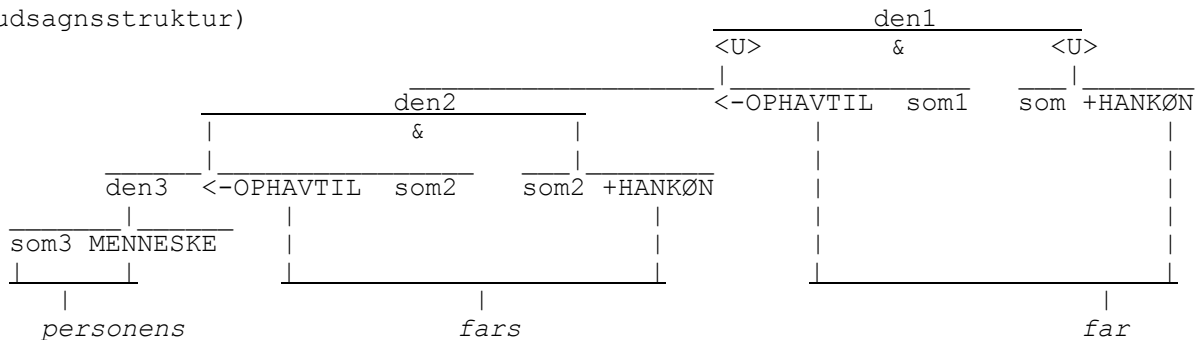 udsagnsstruktur) den1
<U> & <U>
den2 <-OPHAVTIL som1 som +HANKØN
&
den3 <-OPHAVTIL som2 som2 +HANKØN
som3 MENNESKE
personens fars far